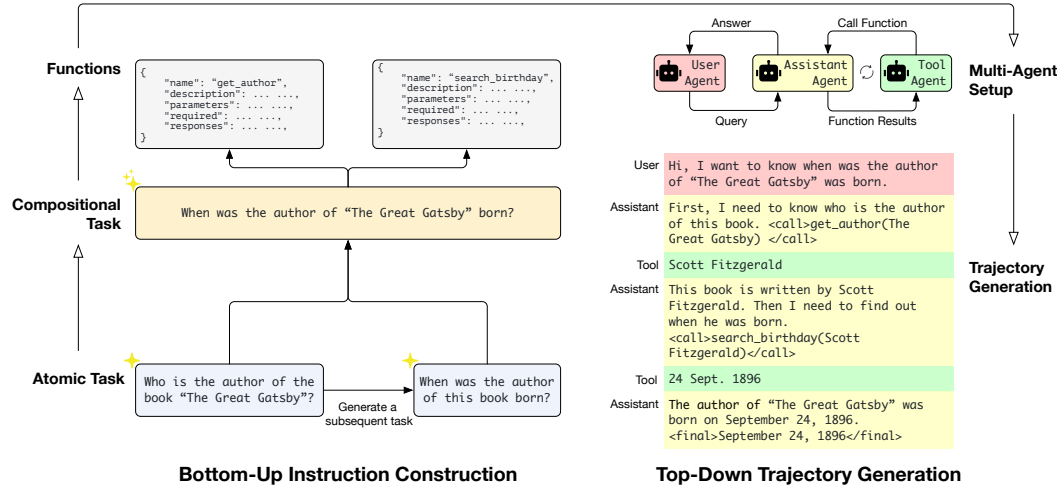 Functions
{
"name": "get_author",
"description": ... ...,
"parameters": ... ...,
"required": ... ...,
"responses": ... ...,
}
{
"name": "search_birthday",
"description": ... ...,
"parameters": ... ...,
"required": ... ...,
"responses": ... ...,
}
Compositional
Task
When was the author of “The Great Gatsby” born?
Atomic Task
Who is the author of the
book “The Great Gatsby”?
Generate a
subsequent task
When was the author
of this book born?
Bottom-Up Instruction Construction
Answer
Call Function
User
Agent
Assistant
Agent
Tool
Agent
Query
Function Results
Multi-Agent
Setup
User
Hi, I want to know when was the
author of “The Great Gatsby” was born.
Assistant
First, I need to know who is the author
of this book. <call>get_author(The
Great Gatsby) </call>
Tool
Scott Fitzgerald
Assistant
This book is written by Scott
Fitzgerald. Then I need to find out
when he was born.
<call>search_birthday(Scott
Fitzgerald)</call>
Tool
24 Sept. 1896
Assistant
The author of “The Great Gatsby” was
born on September 24, 1896.
<final>September 24, 1896</final>
Trajectory
Generation
Top-Down Trajectory Generation